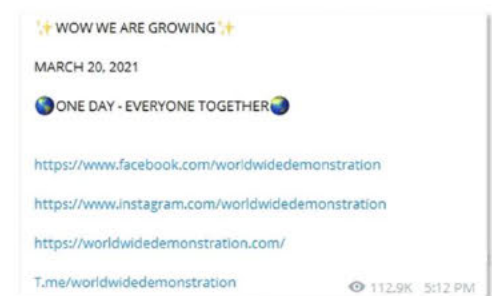 ✨WOW WE ARE GROWING✨
MARCH 20, 2021
🌎ONE DAY - EVERYONE TOGETHER🌏
https://www.facebook.com/worldwidedemonstration
https://www.instagram.com/worldwidedemonstration
https://worldwidedemonstration.com/
T.me/worldwidedemonstration
112.9K 5:12 PM